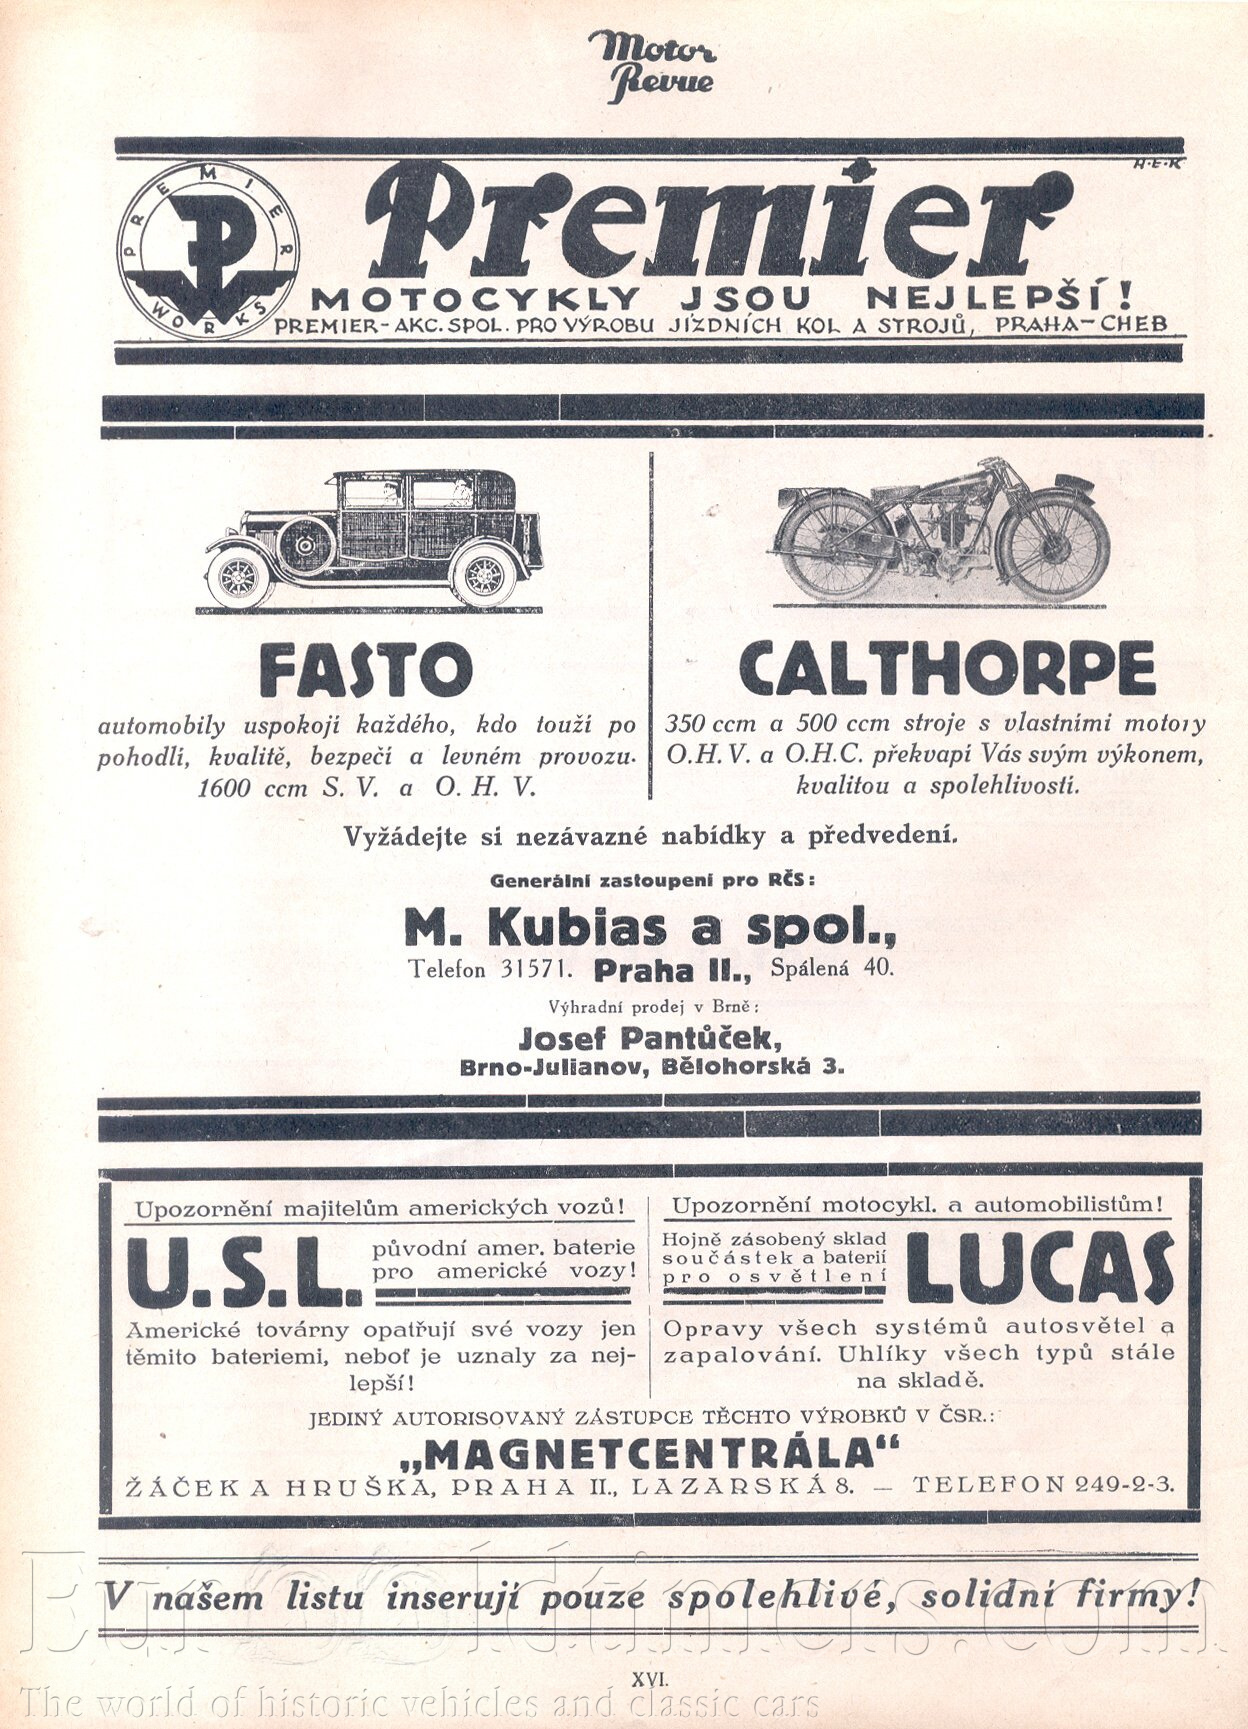 Motor
Revue
H·E·K
PREMIER
WORKS
P
W
Premier
MOTOCYKLY JSOU NEJLEPŠÍ!
PREMIER-AKC. SPOL. PRO VÝROBU JÍZDNÍCH KOL A STROJŮ, PRAHA-CHEB
FASTO
automobily uspokojí každého, kdo touží po
pohodlí, kvalitě, bezpečí a levném provozu.
1600 ccm S. V. a O. H. V.
CALTHORPE
350 ccm a 500 ccm stroje s vlastními motory
O.H.V. a O.H.C. překvapí Vás svým výkonem,
kvalitou a spolehlivostí.
Vyžádejte si nezávazné nabídky a předvedení.
Generální zastoupení pro RČS:
M. Kubias a spol.,
Telefon 31571. Praha II., Spálená 40.
Výhradní prodej v Brně:
Josef Pantůček,
Brno-Julianov, Bělohorská 3.
Upozornění majitelům amerických vozů!
U.S.L. původní amer. baterie
pro americké vozy!
Americké továrny opatřují své vozy jen
těmito bateriemi, neboť je uznaly za nej-
lepší!
Upozornění motocykl. a automobilistům!
Hojně zásobený sklad
součástek a baterií
pro osvětlení
LUCAS
Opravy všech systémů autosvětel a
zapalování. Uhlíky všech typů stále
na skladě.
JEDINÝ AUTORISOVANÝ ZÁSTUPCE TĚCHTO VÝROBKŮ V ČSR.:
„MAGNETCENTRÁLA“
ŽÁČEK A HRUŠKA, PRAHA II., LAZARSKÁ 8. — TELEFON 249-2-3.
V našem listu inserují pouze spolehlivé, solidní firmy!
XVI.
EuroOldtimers.com
The world of historic vehicles and classic cars